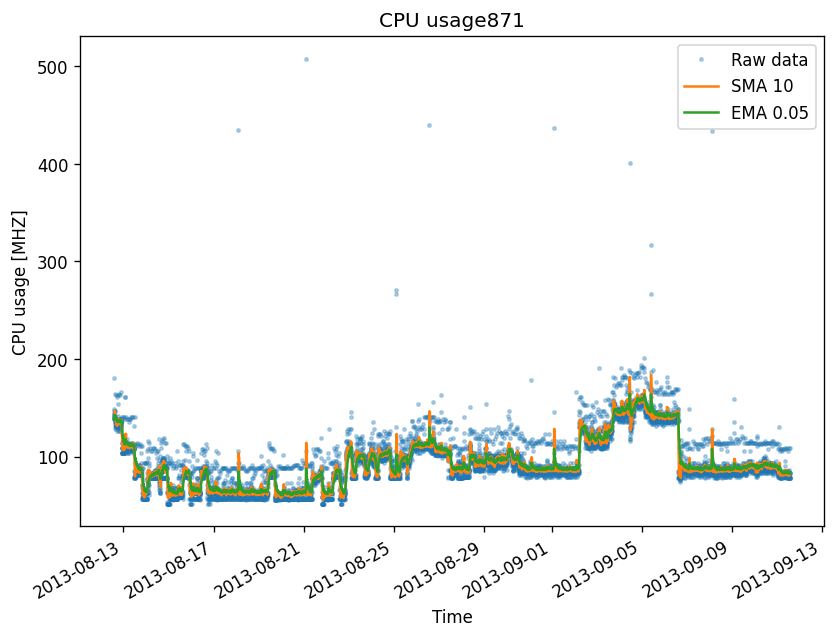 CPU usage871
CPU usage [MHZ]
500
400
300
200
100
Raw data
SMA 10
EMA 0.05
2013-08-13
2013-08-17
2013-08-21
2013-08-25
2013-08-29
2013-09-01
2013-09-05
2013-09-09
2013-09-13
Time